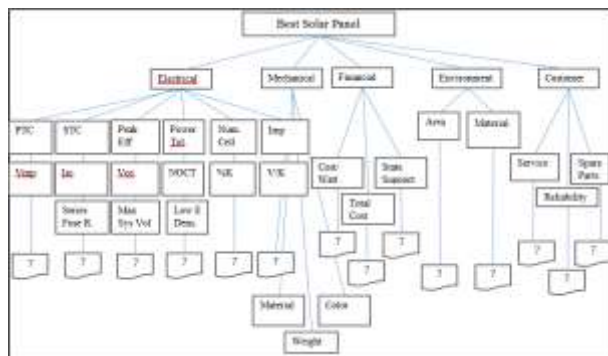 Best Solar Panel
Electrical
Mechanical
Financial
Environment
Customer
PTC
STC
Peak
Eff
Power
Tol
Num.
Cell
Imp
Area
Material
Vmp
Isc
Voc
NOCT
%/K
V/K
Cost/
Watt
State
Support
Service
Spare
Parts
Series
Fuse R.
Max
Sys Vol
Low Il
Dens.
Total
Cost
Reliability
?
?
?
?
?
?
?
?
?
?
?
?
?
?
Material
Color
Weight